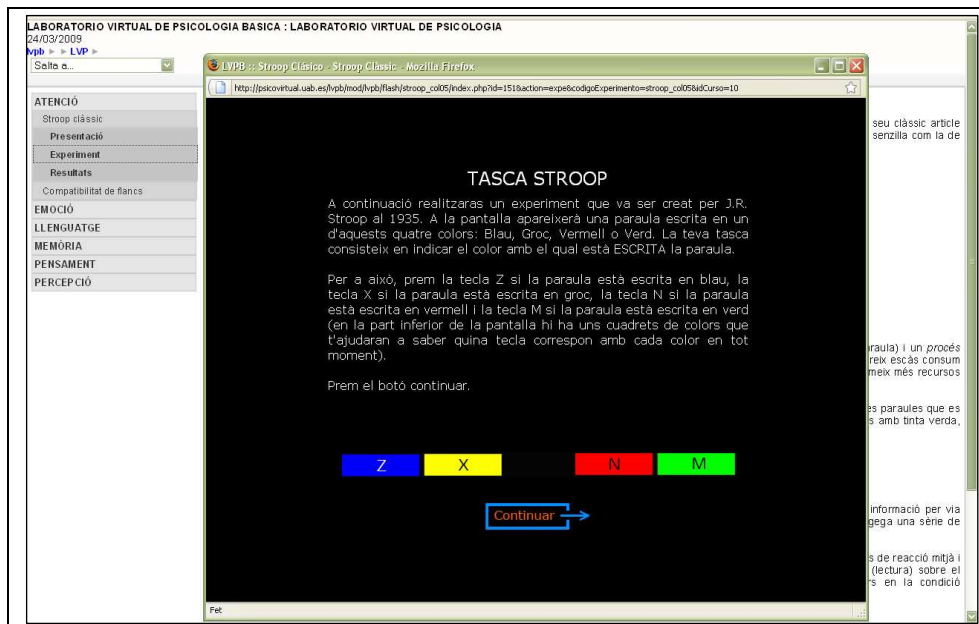 LABORATORIO VIRTUAL DE PSICOLOGIA BASICA : LABORATORIO VIRTUAL DE PSICOLOGIA
24/03/2009
lvpb ► ► LVP ►
Salta a...
ATENCIÓ
Stroop clàssic
Presentació
Experiment
Resultats
Compatibilitat de flancs
EMOCIÓ
LLENGUATGE
MEMÒRIA
PENSAMENT
PERCEPCIÓ
LVPB :: Stroop Clásico - Stroop Clàssic - Mozilla Firefox
http://psicovirtual.uab.es/lvpb/mod/lvpb/flash/stroop_col05/index.php?id=151&action=expe&codigoExperimento=stroop_col05&idCurso=10
TASCA STROOP
A continuació realitzaras un experiment que va ser creat per J.R.
Stroop al 1935. A la pantalla apareixerà una paraula escrita en un
d'aquests quatre colors: Blau, Groc, Vermell o Verd. La teva tasca
consisteix en indicar el color amb el qual està ESCRITA la paraula.
Per a això, prem la tecla Z si la paraula està escrita en blau, la
tecla X si la paraula està escrita en groc, la tecla N si la paraula
està escrita en vermell i la tecla M si la paraula està escrita en verd
(en la part inferior de la pantalla hi ha uns cuadrets de colors que
t'ajudaran a saber quina tecla correspon amb cada color en tot
moment).
Prem el botó continuar.
Z X N M
Continuar
Fet
seu clàssic article
senzilla com la de
paraula) i un procés
reix escàs consum
meix més recursos
es paraules que es
s amb tinta verda,
informació per via
gega una sèrie de
s de reacció mitjà i
(lectura) sobre el
rs en la condició